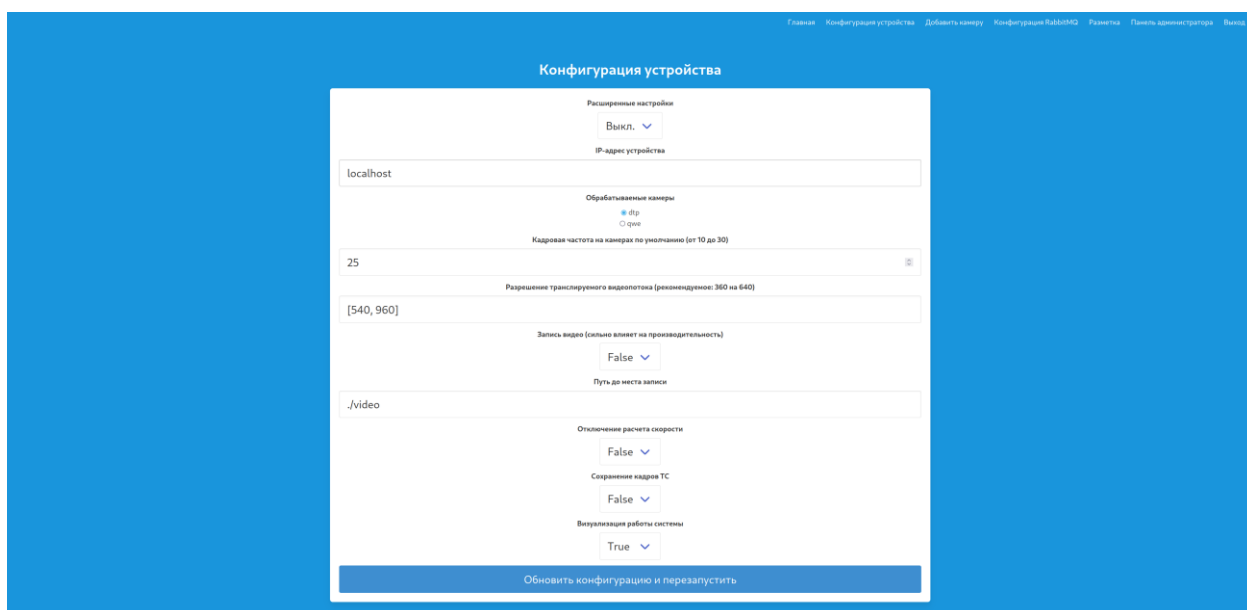 Главная Конфигурация устройства Добавить камеру Конфигурация RabbitMQ Разметка Панель администратора Выход
Конфигурация устройства
Расширенные настройки
Выкл.
IP-адрес устройства
localhost
Обрабатываемые камеры
dtp
qwe
Кадровая частота на камерах по умолчанию (от 10 до 30)
25
Разрешение транслируемого видеопотока (рекомендуемое: 360 на 640)
[540, 960]
Запись видео (сильно влияет на производительность)
False
Путь до места записи
./video
Отключение расчета скорости
False
Сохранение кадров ТС
False
Визуализация работы системы
True
Обновить конфигурацию и перезапустить